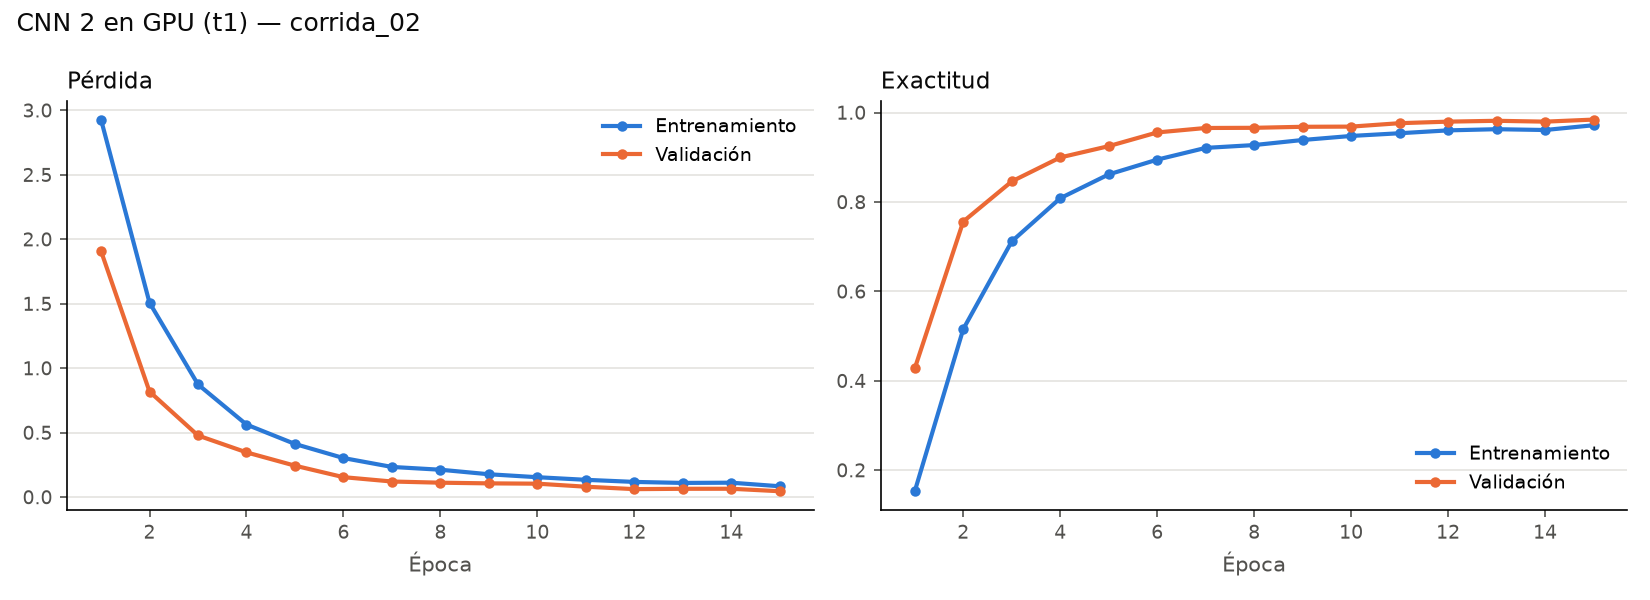 CNN 2 en GPU (t1) — corrida_02
Pérdida
3.0
2.5
2.0
1.5
1.0
0.5
0.0
2 4 6 8 10 12 14
Época
Entrenamiento
Validación
Exactitud
1.0
0.8
0.6
0.4
0.2
2 4 6 8 10 12 14
Época
Entrenamiento
Validación